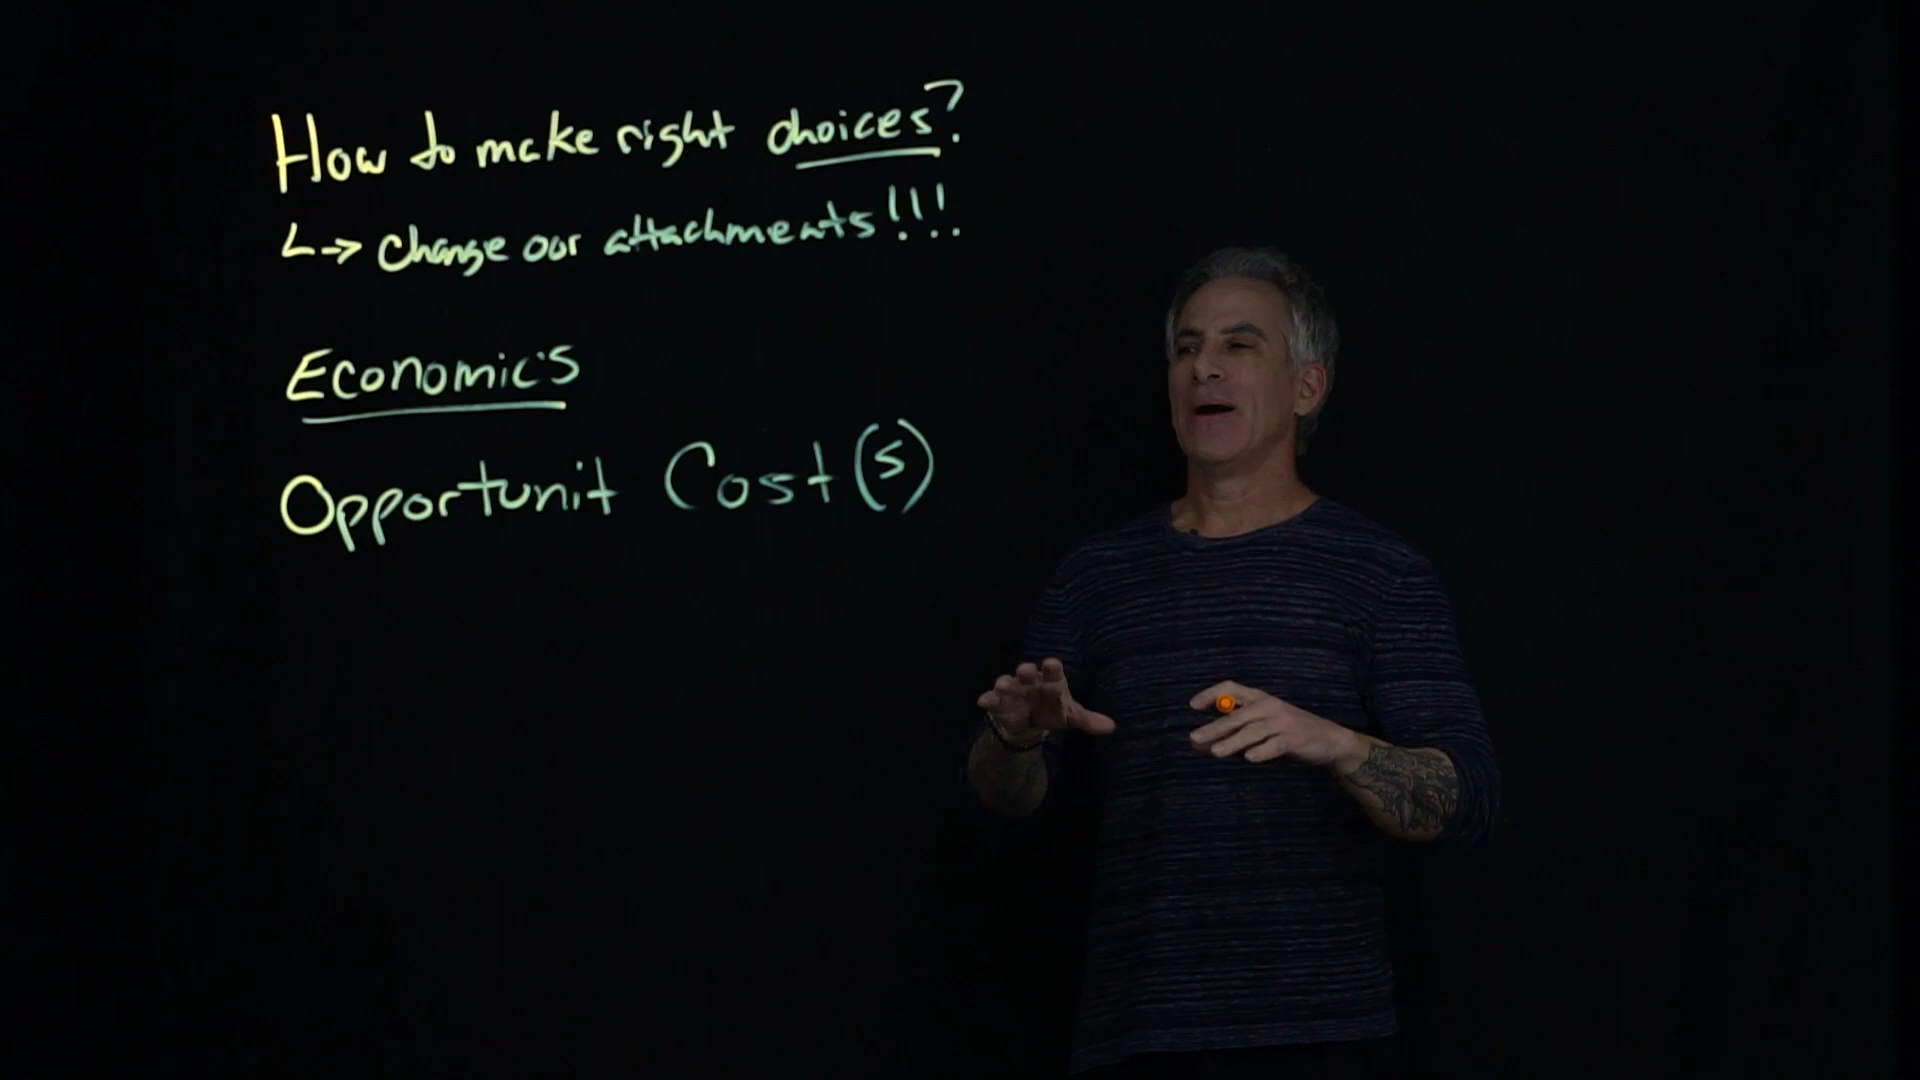 How to make right choices?
↳ change our attachments!!!
Economics
Opportunit Cost(s)